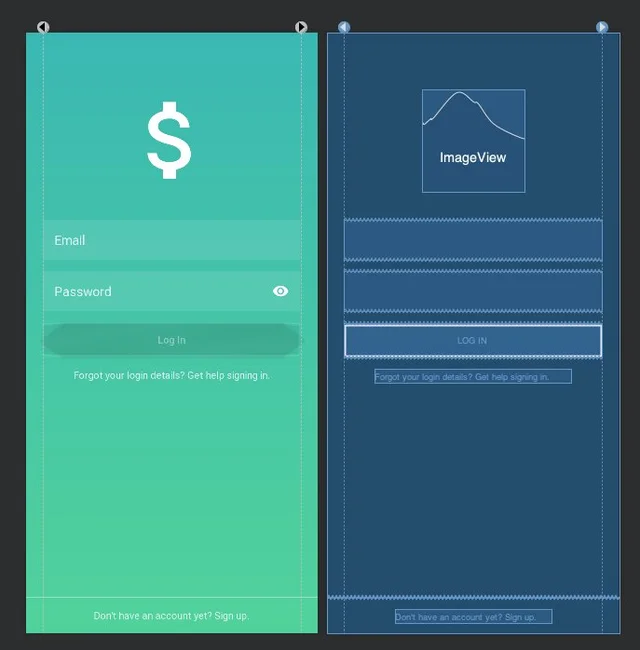 $
Email
Password
Log In
Forgot your login details? Get help signing in.
Don't have an account yet? Sign up.
ImageView
LOG IN
Forgot your login details? Get help signing in.
Don't have an account yet? Sign up.